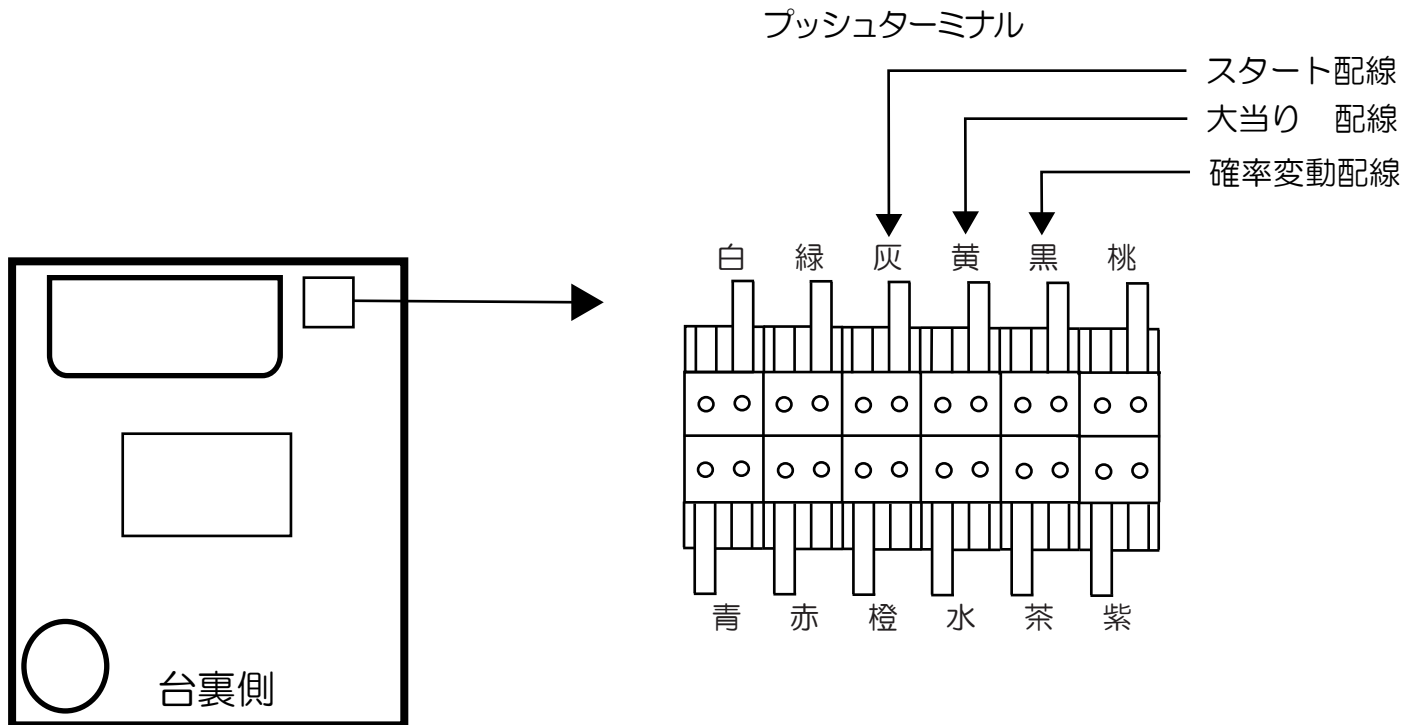 プッシュターミナル
スタート配線
大当り　配線
確率変動配線
白 緑 灰 黄 黒 桃
青 赤 橙 水 茶 紫
台裏側